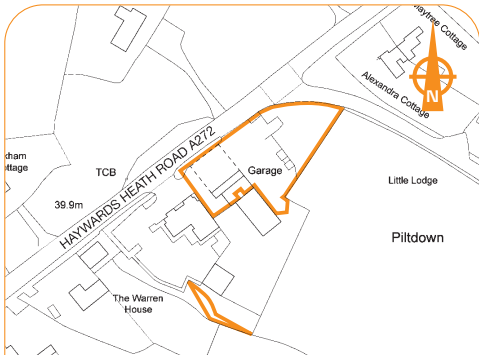 Maytree Cottage
Alexandra Cottage
N
HAYWARDS HEATH ROAD A272
xham
ottage
TCB
Garage
Little Lodge
39.9m
Piltdown
The Warren
House